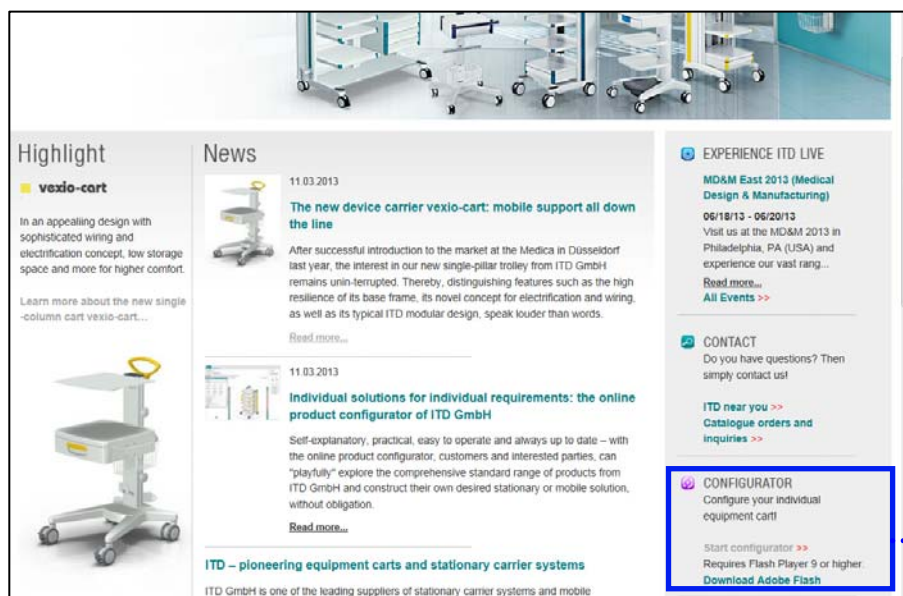 Highlight
vexio-cart
In an appealiing design with
sophisticated wiring and
electrification concept, low storage
space and more for higher comfort.
Learn more about the new single
-column cart vexio-cart...
News
11.03.2013
The new device carrier vexio-cart: mobile support all down
the line
After successful introduction to the market at the Medica in Düsseldorf
last year, the interest in our new single-pillar trolley from ITD GmbH
remains unin-terrupted. Thereby, distinguishing features such as the high
resilience of its base frame, its novel concept for electrification and wiring,
as well as its typical ITD modular design, speak louder than words.
Read more...
11.03.2013
Individual solutions for individual requirements: the online
product configurator of ITD GmbH
Self-explanatory, practical, easy to operate and always up to date – with
the online product configurator, customers and interested parties, can
"playfully" explore the comprehensive standard range of products from
ITD GmbH and construct their own desired stationary or mobile solution,
without obligation.
Read more...
ITD – pioneering equipment carts and stationary carrier systems
ITD GmbH is one of the leading suppliers of stationary carrier systems and mobile
EXPERIENCE ITD LIVE
MD&M East 2013 (Medical
Design & Manufacturing)
06/18/13 - 06/20/13
Visit us at the MD&M 2013 in
Philadelphia, PA (USA) and
experience our vast rang...
Read more...
All Events >>
CONTACT
Do you have questions? Then
simply contact us!
ITD near you >>
Catalogue orders and
inquiries >>
CONFIGURATOR
Configure your individual
equipment cart!
Start configurator >>
Requires Flash Player 9 or higher.
Download Adobe Flash